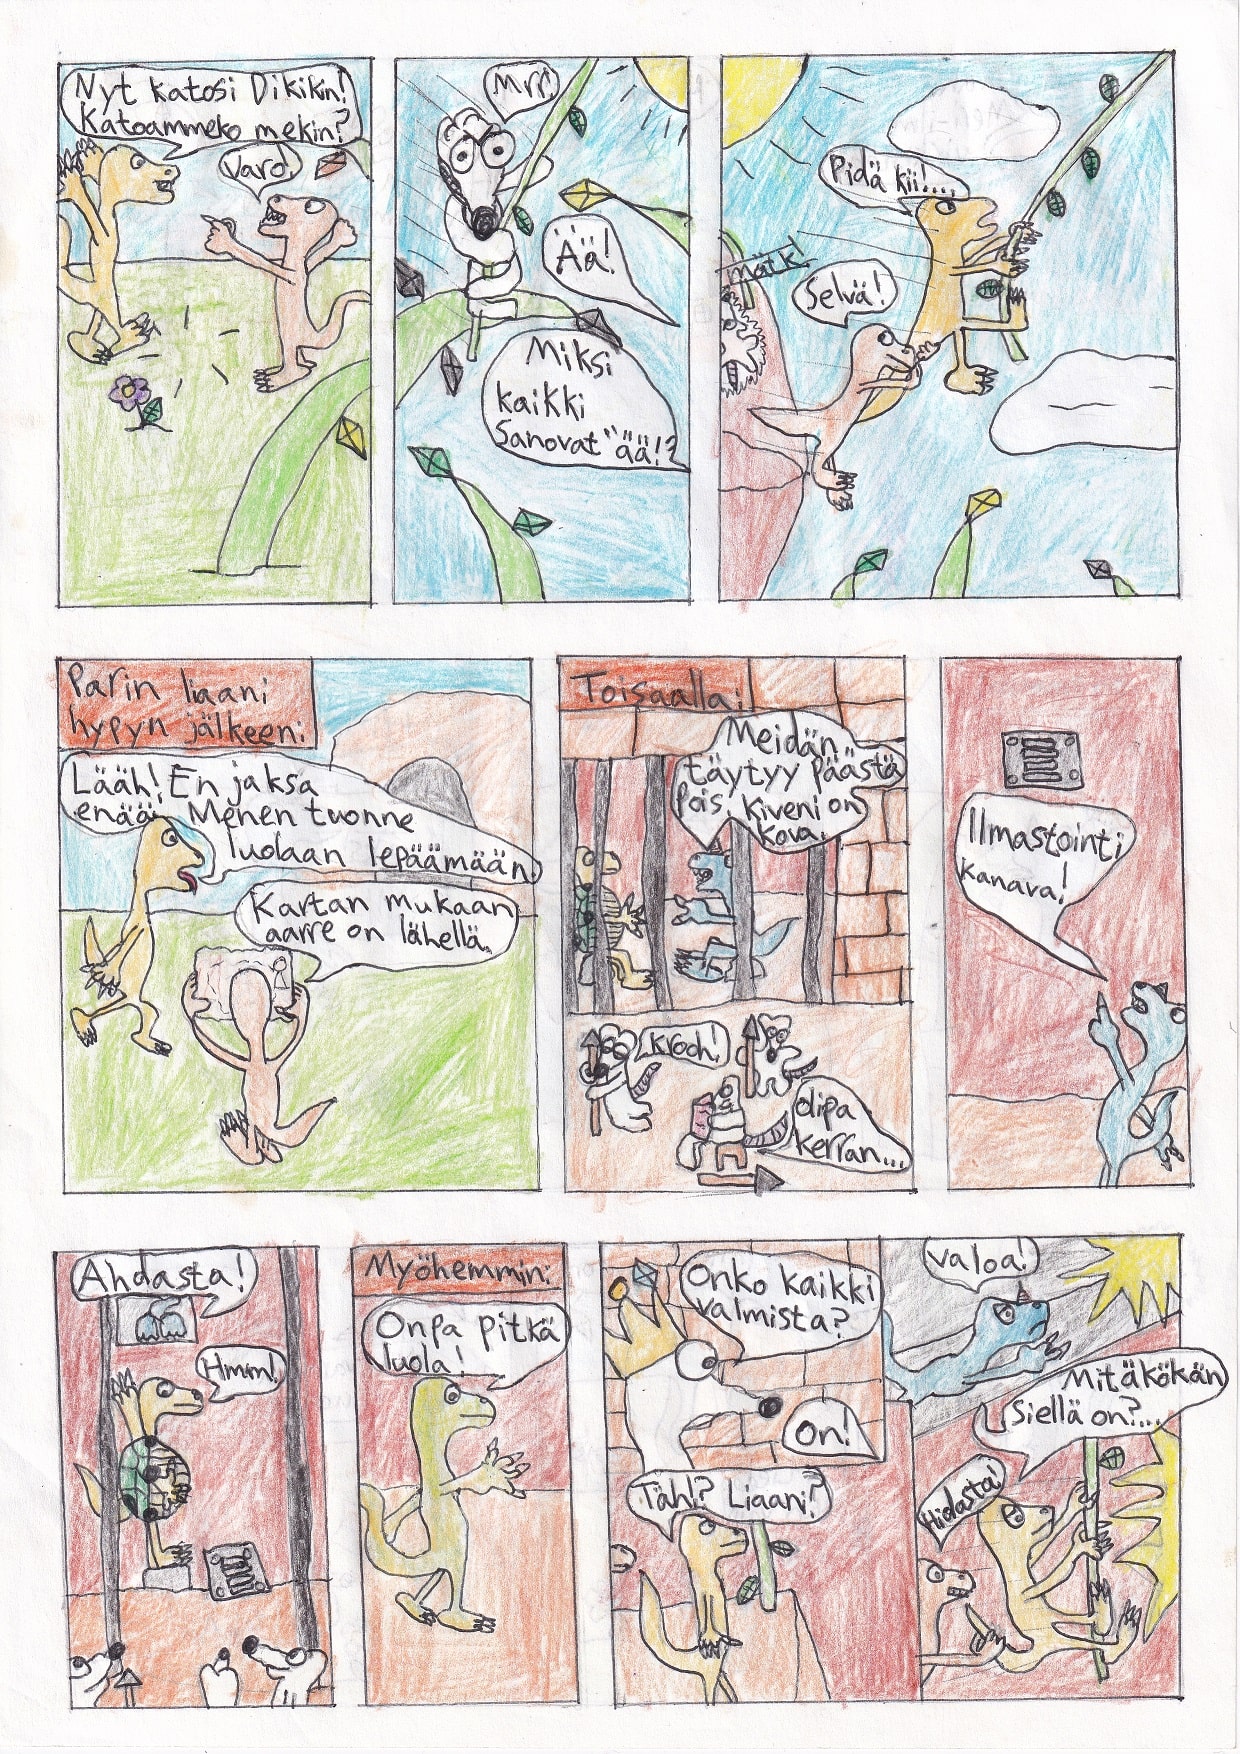 Nyt katosi Dikikin!
Katoammeko mekin?
Varo.
Mrr!
Ää!
Miksi
kaikki
sanovat "ää!?
Pidä kii!....
mätk!
Selvä!
Parin liaani
hypyn jälkeen:
Lääh! En jaksa
enää. Menen tuonne
luolaan lepäämään.
Kartan mukaan
aarre on lähellä.
Toisaalla:
Meidän
täytyy päästä
pois. Kiveni on
kova.
Krooh!
Olipa
kerran...
Ilmastointi
kanava!
Ahdasta!
Hmm!
Myöhemmin:
Onpa pitkä
luola!
Onko kaikki
valmista?
On!
Täh!? Liaani?
Valoa!
Mitäkökän
siellä on?...
Hidasta!